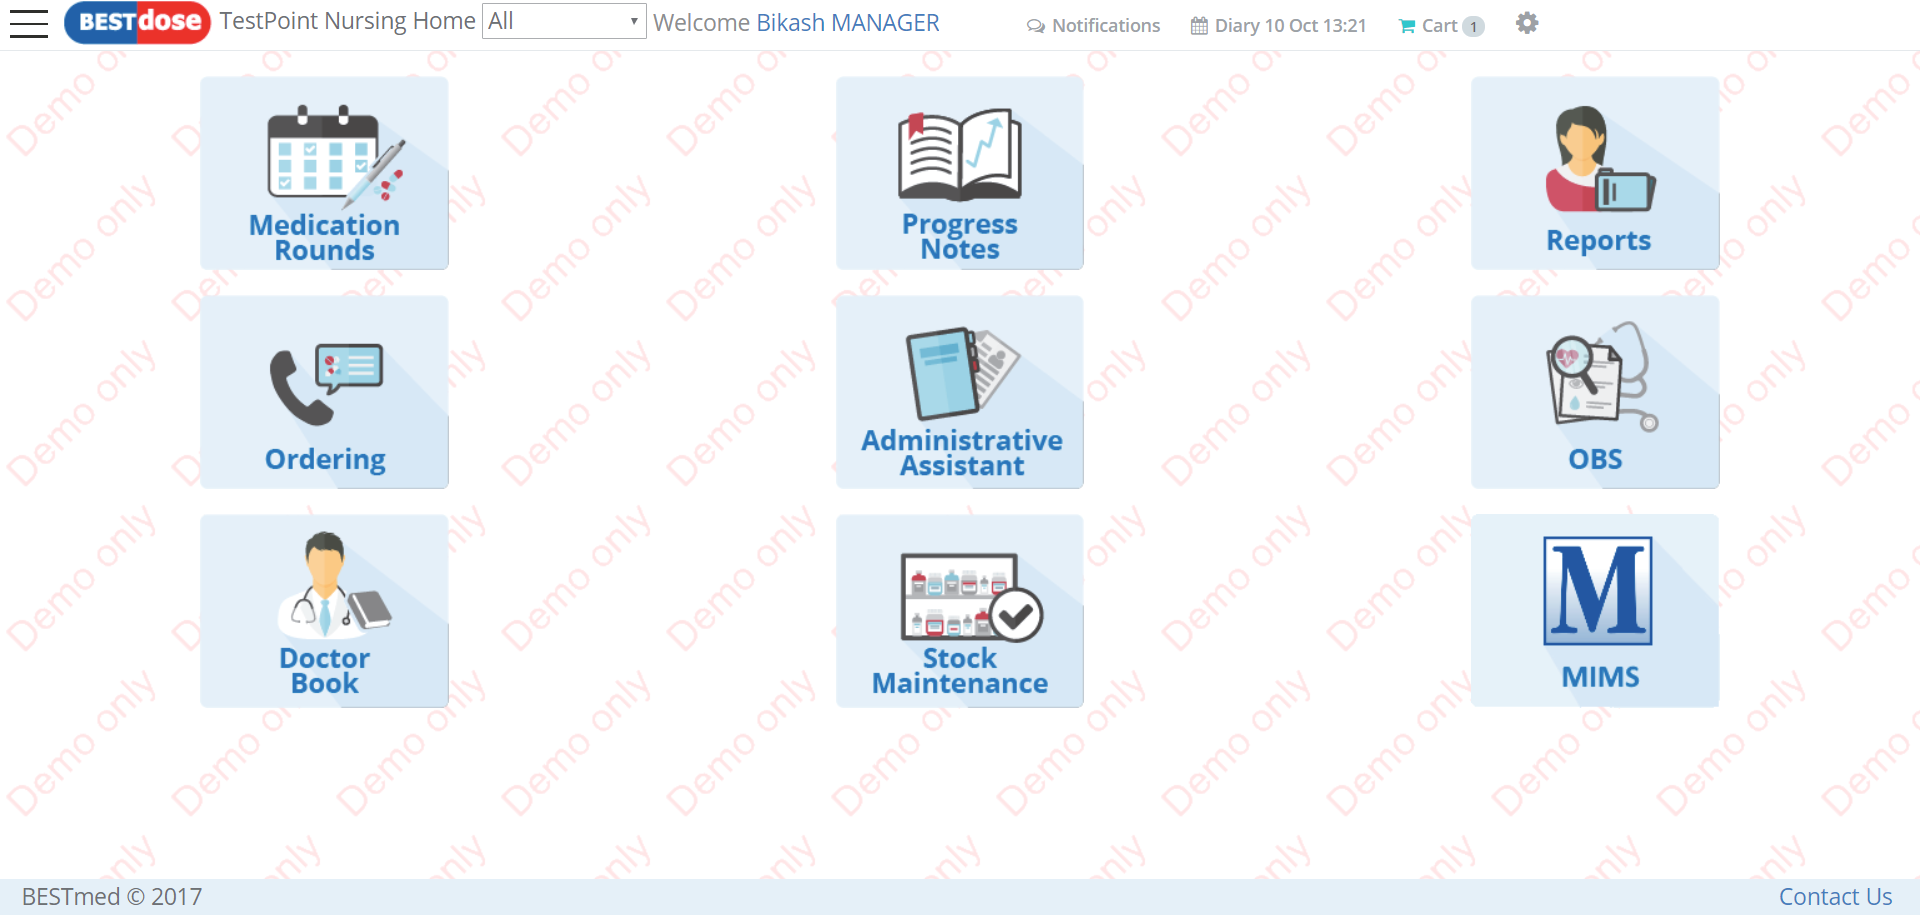 BESTdose TestPoint Nursing Home All Welcome Bikash MANAGER Notifications Diary 10 Oct 13:21 Cart 1
Medication
Rounds
Progress
Notes
Reports
Ordering
Administrative
Assistant
OBS
Doctor
Book
Stock
Maintenance
M
MIMS
Demo only
BESTmed © 2017 Contact Us